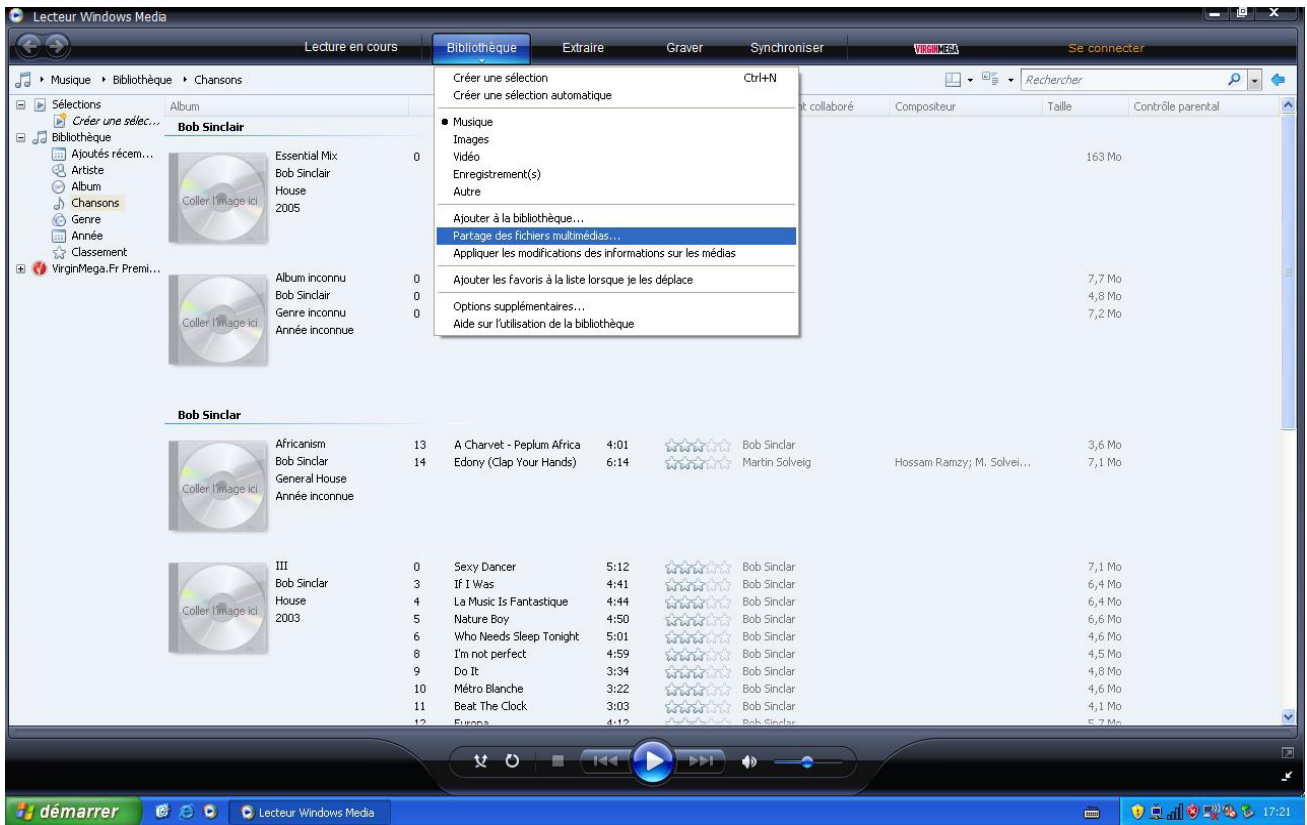 Lecteur Windows Media
Lecture en cours Bibliothèque Extraire Graver Synchroniser VIRGINMEGA Se connecter
Musique Bibliothèque Chansons Rechercher
Sélections
Créer une sélec...
Bibliothèque
Ajoutés récem...
Artiste
Album
Chansons
Genre
Année
Classement
VirginMega.Fr Premi...
Créer une sélection Ctrl+N
Créer une sélection automatique
Musique
Images
Vidéo
Enregistrement(s)
Autre
Ajouter à la bibliothèque...
Partage des fichiers multimédias...
Appliquer les modifications des informations sur les médias
Ajouter les favoris à la liste lorsque je les déplace
Options supplémentaires...
Aide sur l'utilisation de la bibliothèque
Album nt collaboré Compositeur Taille Contrôle parental
Bob Sinclair
Coller l'image ici
Essential Mix 0 163 Mo
Bob Sinclair
House
2005
Coller l'image ici
Album inconnu 0 7,7 Mo
Bob Sinclair 0 4,8 Mo
Genre inconnu 0 7,2 Mo
Année inconnue
Bob Sinclar
Coller l'image ici
Africanism 13 A Charvet - Peplum Africa 4:01 Bob Sinclar 3,6 Mo
Bob Sinclar 14 Edony (Clap Your Hands) 6:14 Martin Solveig Hossam Ramzy; M. Solvei... 7,1 Mo
General House
Année inconnue
Coller l'image ici
III 0 Sexy Dancer 5:12 Bob Sinclar 7,1 Mo
Bob Sinclar 3 If I Was 4:41 Bob Sinclar 6,4 Mo
House 4 La Music Is Fantastique 4:44 Bob Sinclar 6,4 Mo
2003 5 Nature Boy 4:50 Bob Sinclar 6,6 Mo
6 Who Needs Sleep Tonight 5:01 Bob Sinclar 4,6 Mo
8 I'm not perfect 4:59 Bob Sinclar 4,5 Mo
9 Do It 3:34 Bob Sinclar 4,8 Mo
10 Métro Blanche 3:22 Bob Sinclar 4,6 Mo
11 Beat The Clock 3:03 Bob Sinclar 4,1 Mo
12 Europa 4:12 Bob Sinclar 5,7 Mo
démarrer Lecteur Windows Media 17:21